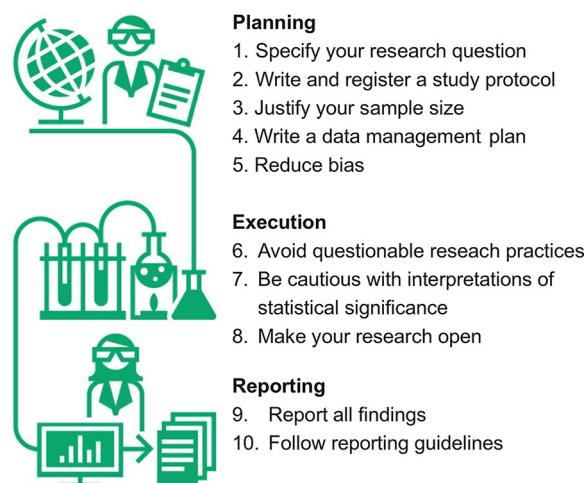 Planning
1. Specify your research question
2. Write and register a study protocol
3. Justify your sample size
4. Write a data management plan
5. Reduce bias
Execution
6. Avoid questionable reseach practices
7. Be cautious with interpretations of
statistical significance
8. Make your research open
Reporting
9. Report all findings
10. Follow reporting guidelines